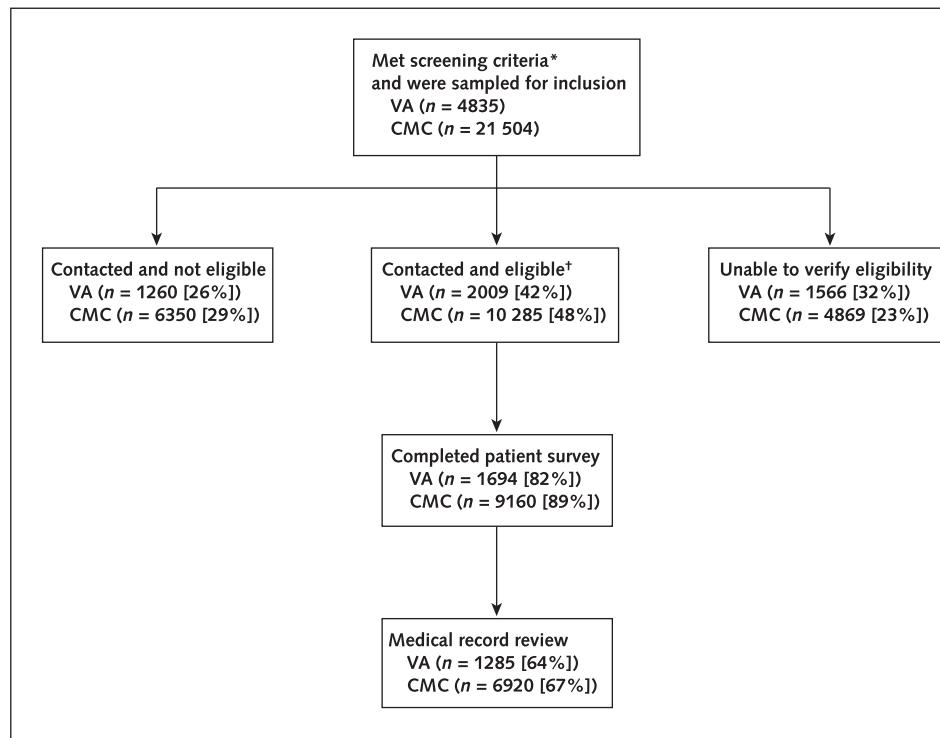 Met screening criteria*
and were sampled for inclusion
VA (n = 4835)
CMC (n = 21 504)
Contacted and not eligible
VA (n = 1260 [26%])
CMC (n = 6350 [29%])
Contacted and eligible†
VA (n = 2009 [42%])
CMC (n = 10 285 [48%])
Unable to verify eligibility
VA (n = 1566 [32%])
CMC (n = 4869 [23%])
Completed patient survey
VA (n = 1694 [82%])
CMC (n = 9160 [89%])
Medical record review
VA (n = 1285 [64%])
CMC (n = 6920 [67%])